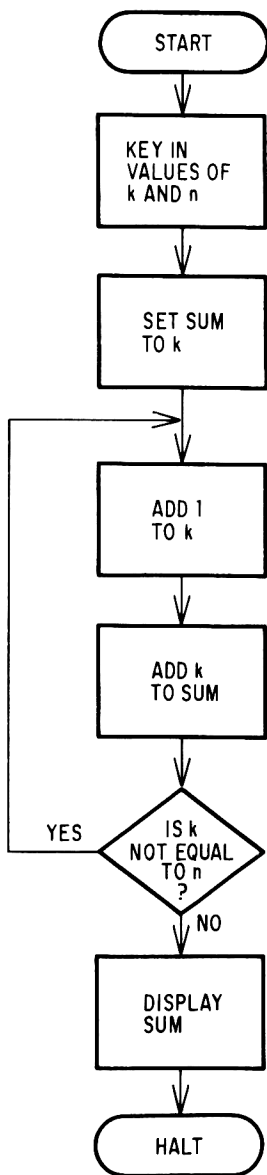 START
KEY IN
VALUES OF
k AND n
SET SUM
TO k
ADD 1
TO k
ADD k
TO SUM
IS k
NOT EQUAL
TO n
?
YES
NO
DISPLAY
SUM
HALT